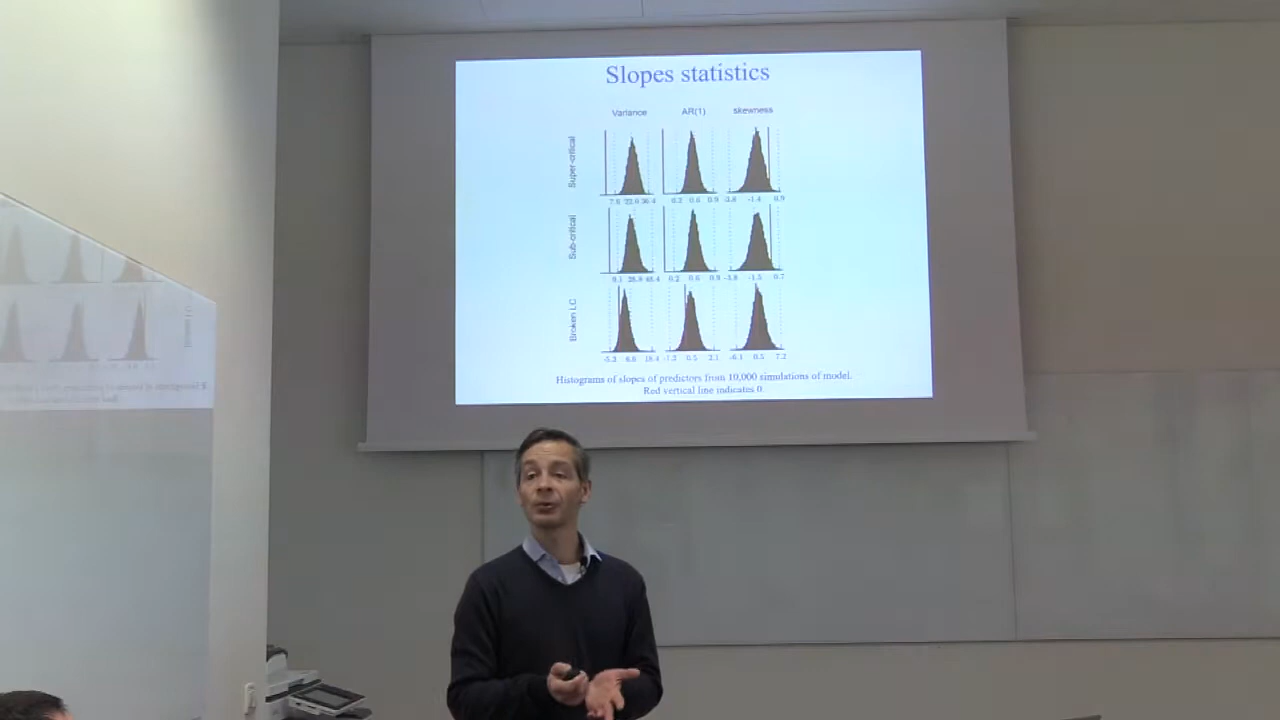 Slopes statistics
Variance AR(1) skewness
Super-critical
7.6 22.0 36.4 0.2 0.6 0.9 -3.8 -1.4 0.9
Sub-critical
9.1 28.8 48.4 0.2 0.6 0.9 -3.8 -1.5 0.7
Broken LC
-5.2 6.6 18.4 -1.2 0.5 2.1 -6.1 0.5 7.2
Histograms of slopes of predictors from 10,000 simulations of model.
Red vertical line indicates 0